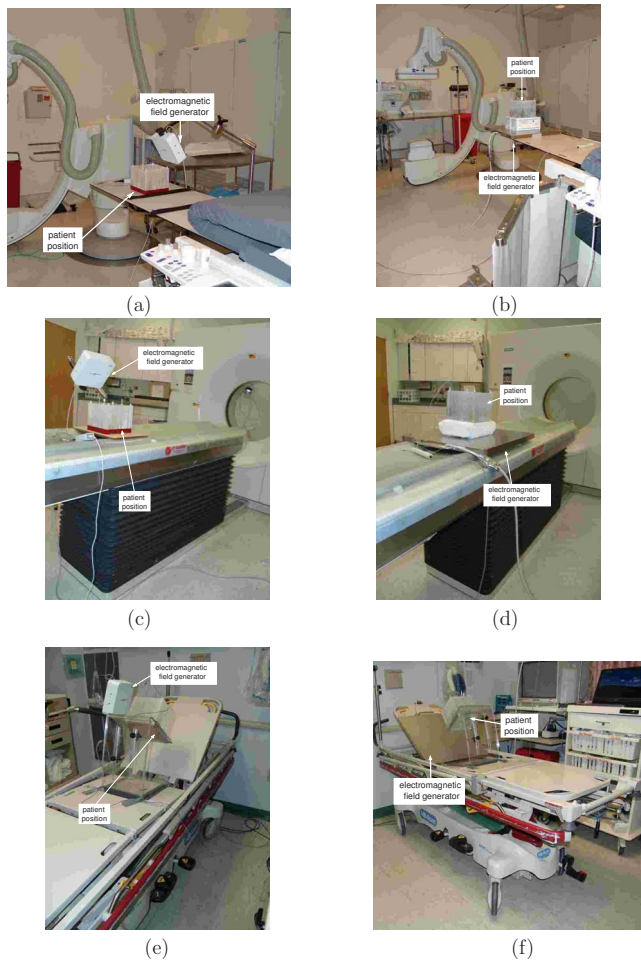 electromagnetic
field generator
patient
position
(a)
patient
position
electromagnetic
field generator
(b)
electromagnetic
field generator
patient
position
(c)
patient
position
electromagnetic
field generator
(d)
electromagnetic
field generator
patient
position
(e)
patient
position
electromagnetic
field generator
(f)